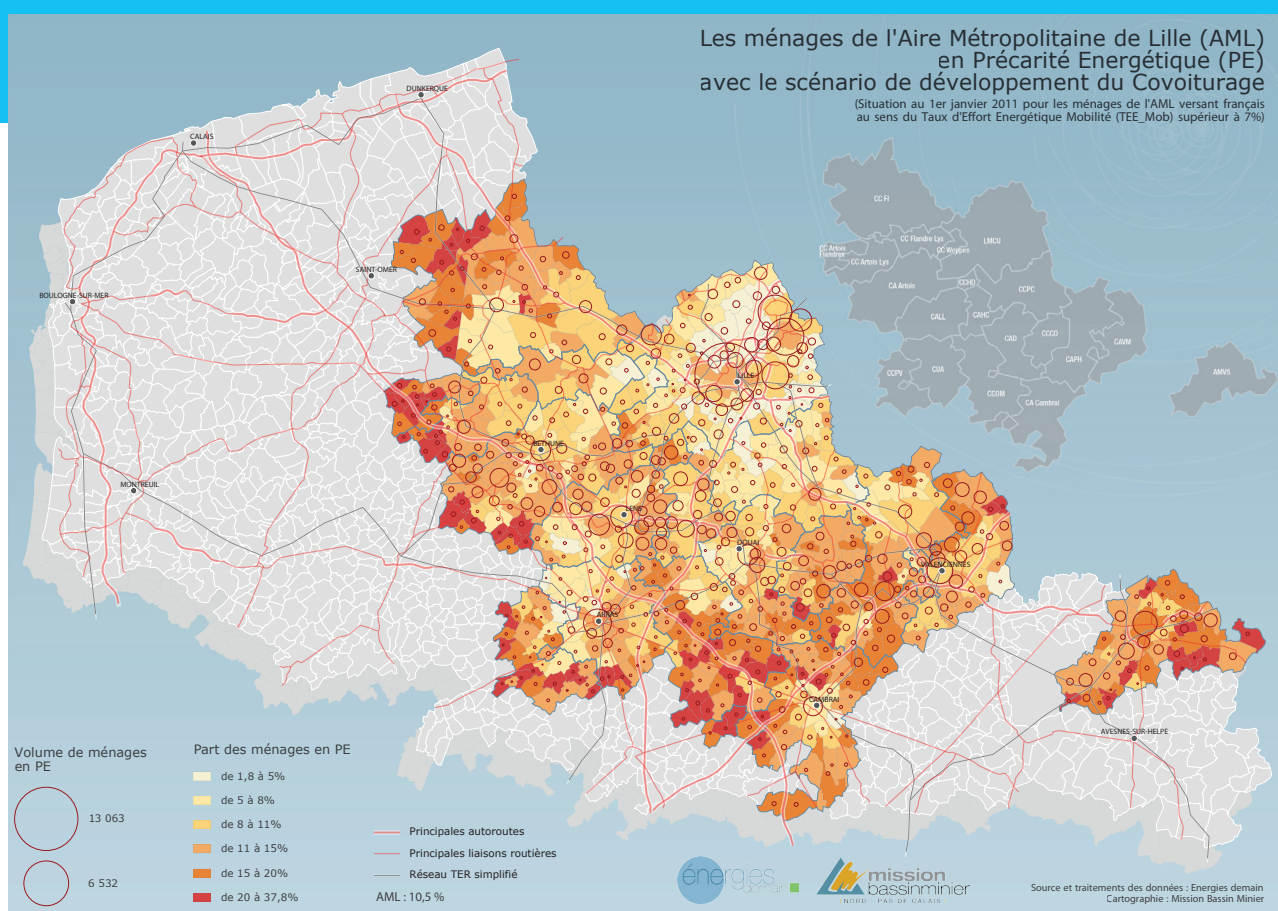 Les ménages de l'Aire Métropolitaine de Lille (AML)
en Précarité Energétique (PE)
avec le scénario de développement du Covoiturage
(Situation au 1er janvier 2011 pour les ménages de l'AML versant français
au sens du Taux d'Effort Energétique Mobilité (TEE_Mob) supérieur à 7%)
DUNKERQUE
CALAIS
SAINT-OMER
BOULOGNE-SUR-MER
MONTREUIL
LILLE
BETHUNE
LENS
DOUAI
VALENCIENNES
ARRAS
CAMBRAI
AVESNES-SUR-HELPE
CC FI
CC Flandre Lys
LMCU
CC Artois
Flandres
CC Weppes
CC Artois Lys
CA Artois
CCHD
CCPC
CALL
CAHC
CAD
CCCO
CAVM
CAPH
CCPV
CUA
AMVS
CCOM
CA Cambrai
Volume de ménages
en PE
13 063
6 532
Part des ménages en PE
de 1,8 à 5%
de 5 à 8%
de 8 à 11%
de 11 à 15%
de 15 à 20%
de 20 à 37,8%
Principales autoroutes
Principales liaisons routières
Réseau TER simplifié
AML : 10,5 %
énergies
demain
mission
bassinminier
NORD - PAS DE CALAIS
Source et traitements des données : Energies demain
Cartographie : Mission Bassin Minier